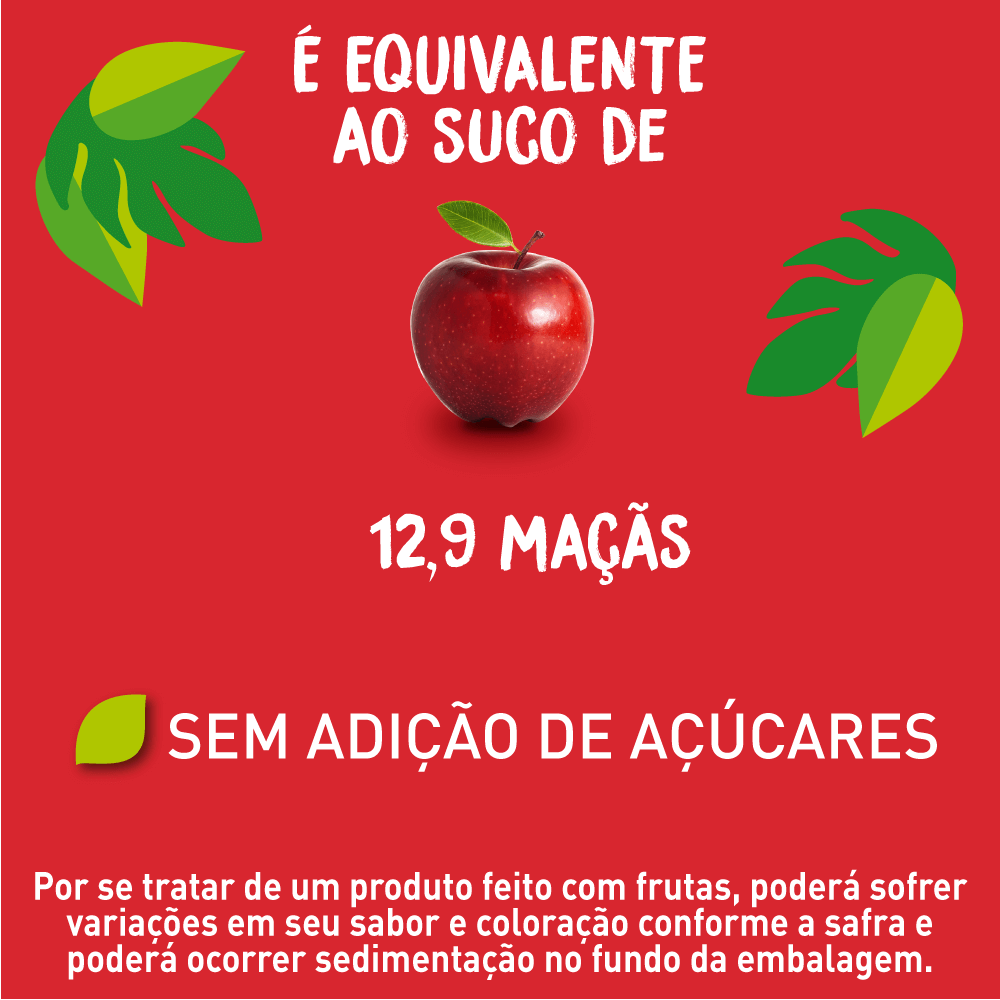 É EQUIVALENTE
AO SUCO DE
12,9 MAÇÃS
SEM ADIÇÃO DE AÇÚCARES
Por se tratar de um produto feito com frutas, poderá sofrer
variações em seu sabor e coloração conforme a safra e
poderá ocorrer sedimentação no fundo da embalagem.